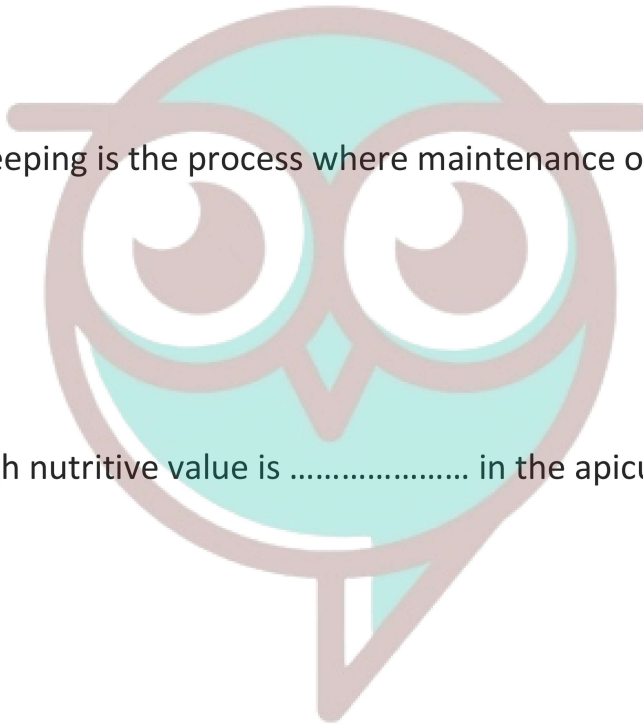 eeping is the process where maintenance o
h nutritive value is ………………… in the apicu